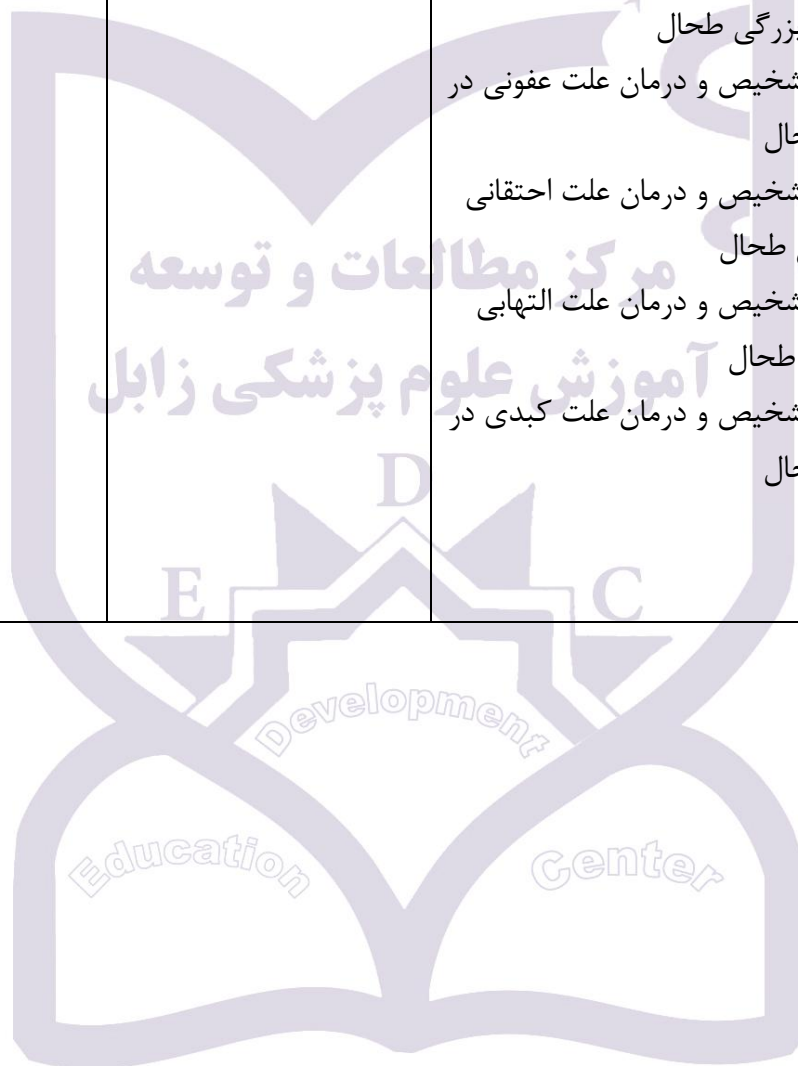 بزرگی طحال
شخیص و درمان علت عفونی در
حال
شخیص و درمان علت احتقانی
طحال
شخیص و درمان علت التهابی
طحال
شخیص و درمان علت کبدی در
حال
مرکز مطالعات و توسعه
آموزش علوم پزشکی زابل
D
E C
Development
Education Center